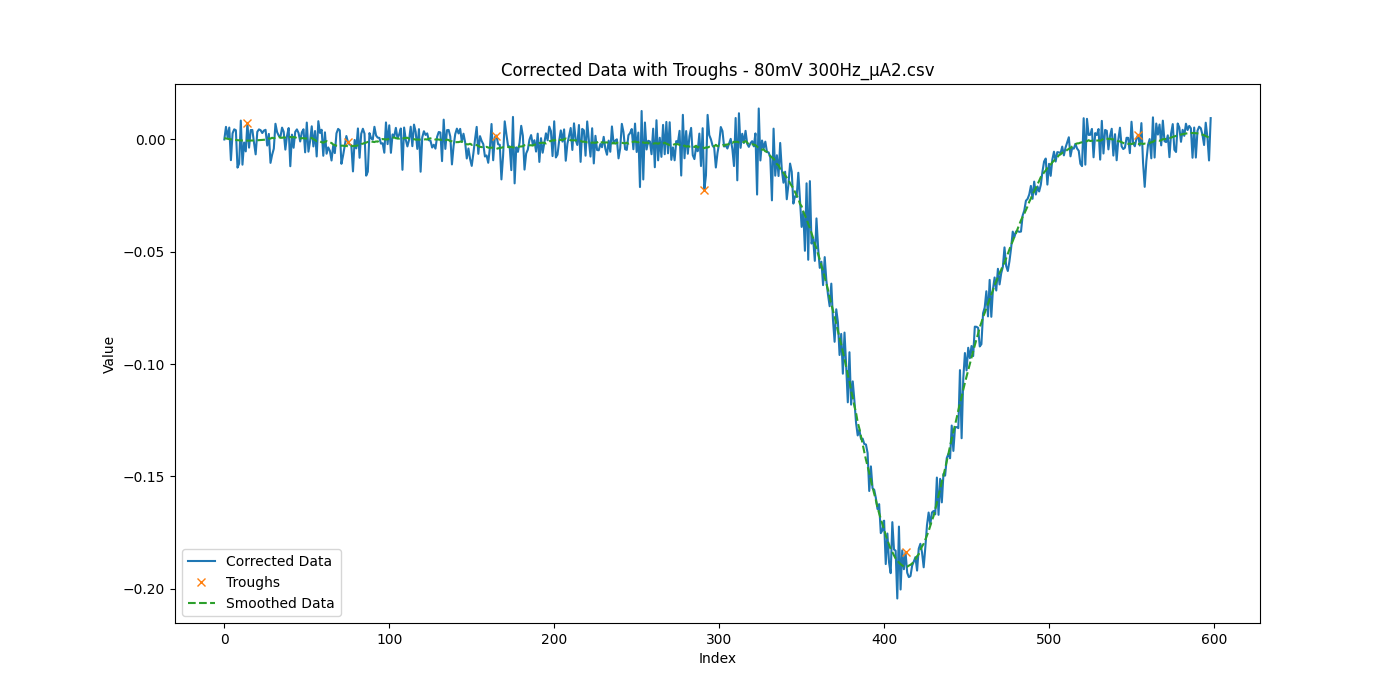 Corrected Data with Troughs - 80mV 300Hz_μA2.csv
0.00
−0.05
−0.10
−0.15
−0.20
Value
Corrected Data
Troughs
Smoothed Data
0 100 200 300 400 500 600
Index